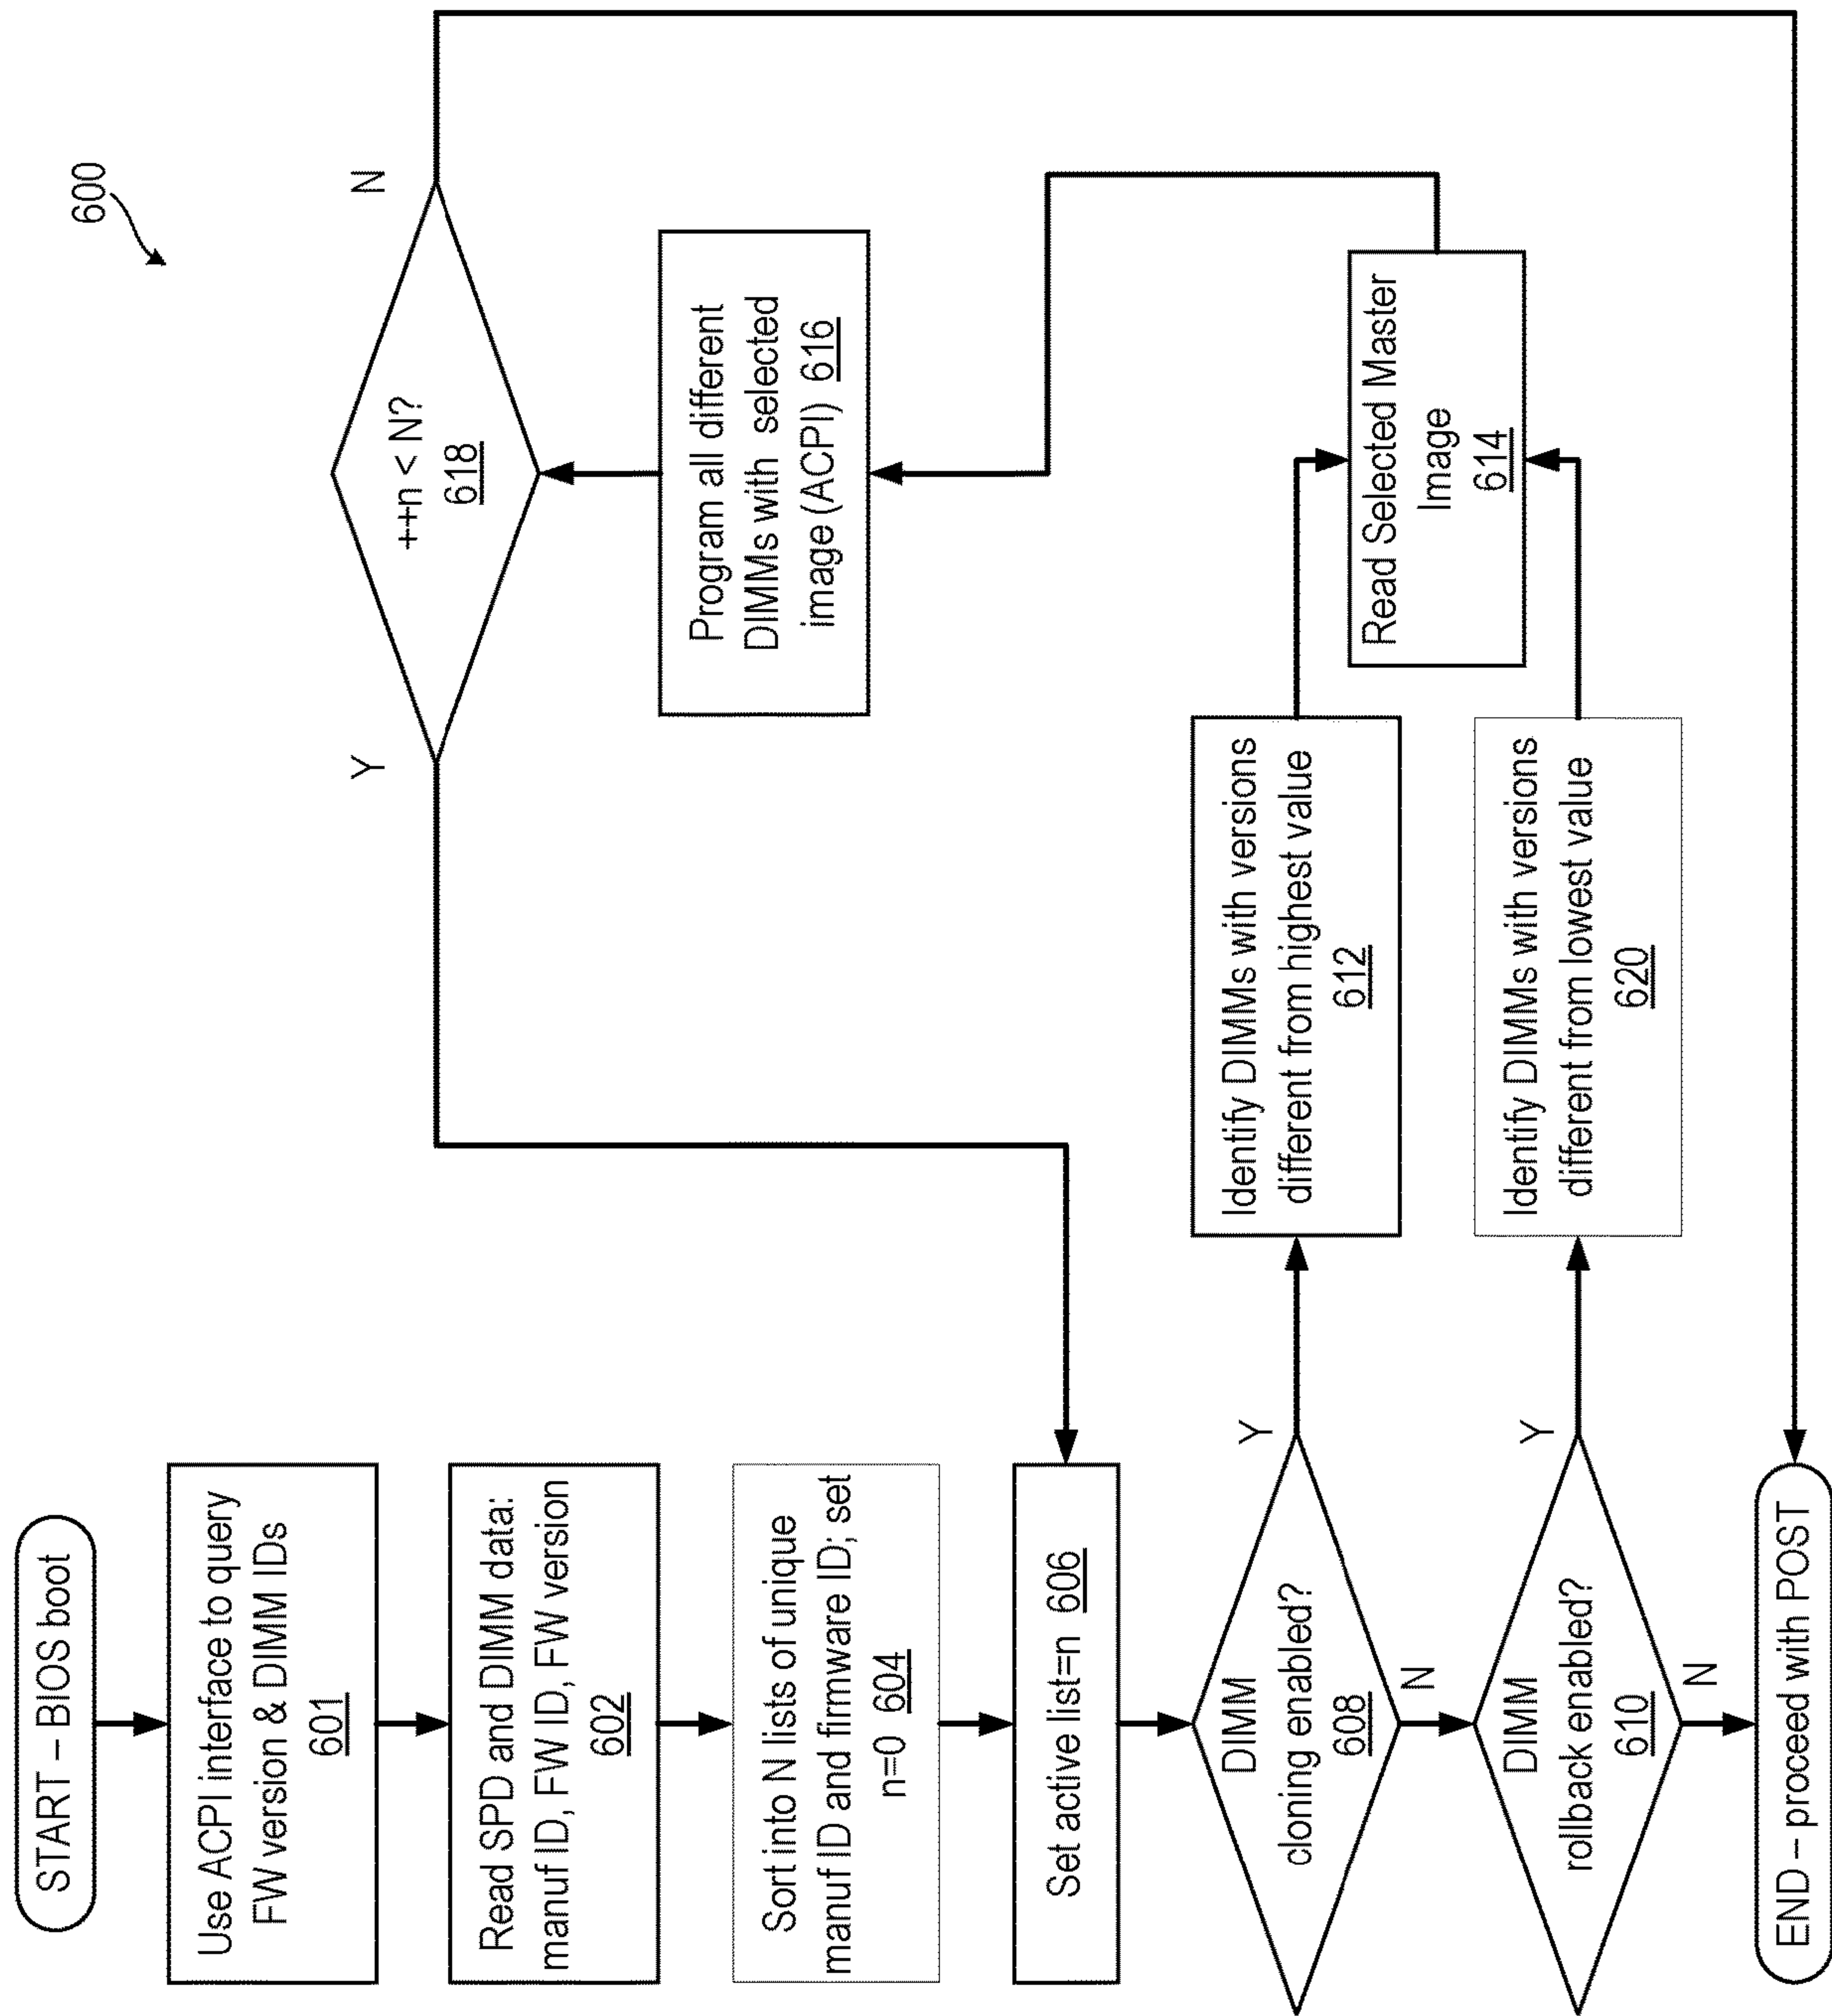 600
START – BIOS boot
Use ACPI interface to query
FW version & DIMM IDs
601
Read SPD and DIMM data:
manuf ID, FW ID, FW version
602
Sort into N lists of unique
manuf ID and firmware ID; set
n=0 604
Set active list=n 606
DIMM
cloning enabled?
608
Y
N
DIMM
rollback enabled?
610
Y
N
END – proceed with POST
Identify DIMMs with versions
different from highest value
612
Identify DIMMs with versions
different from lowest value
620
Read Selected Master
Image
614
Program all different
DIMMs with selected
image (ACPI) 616
++n < N?
618
Y
N